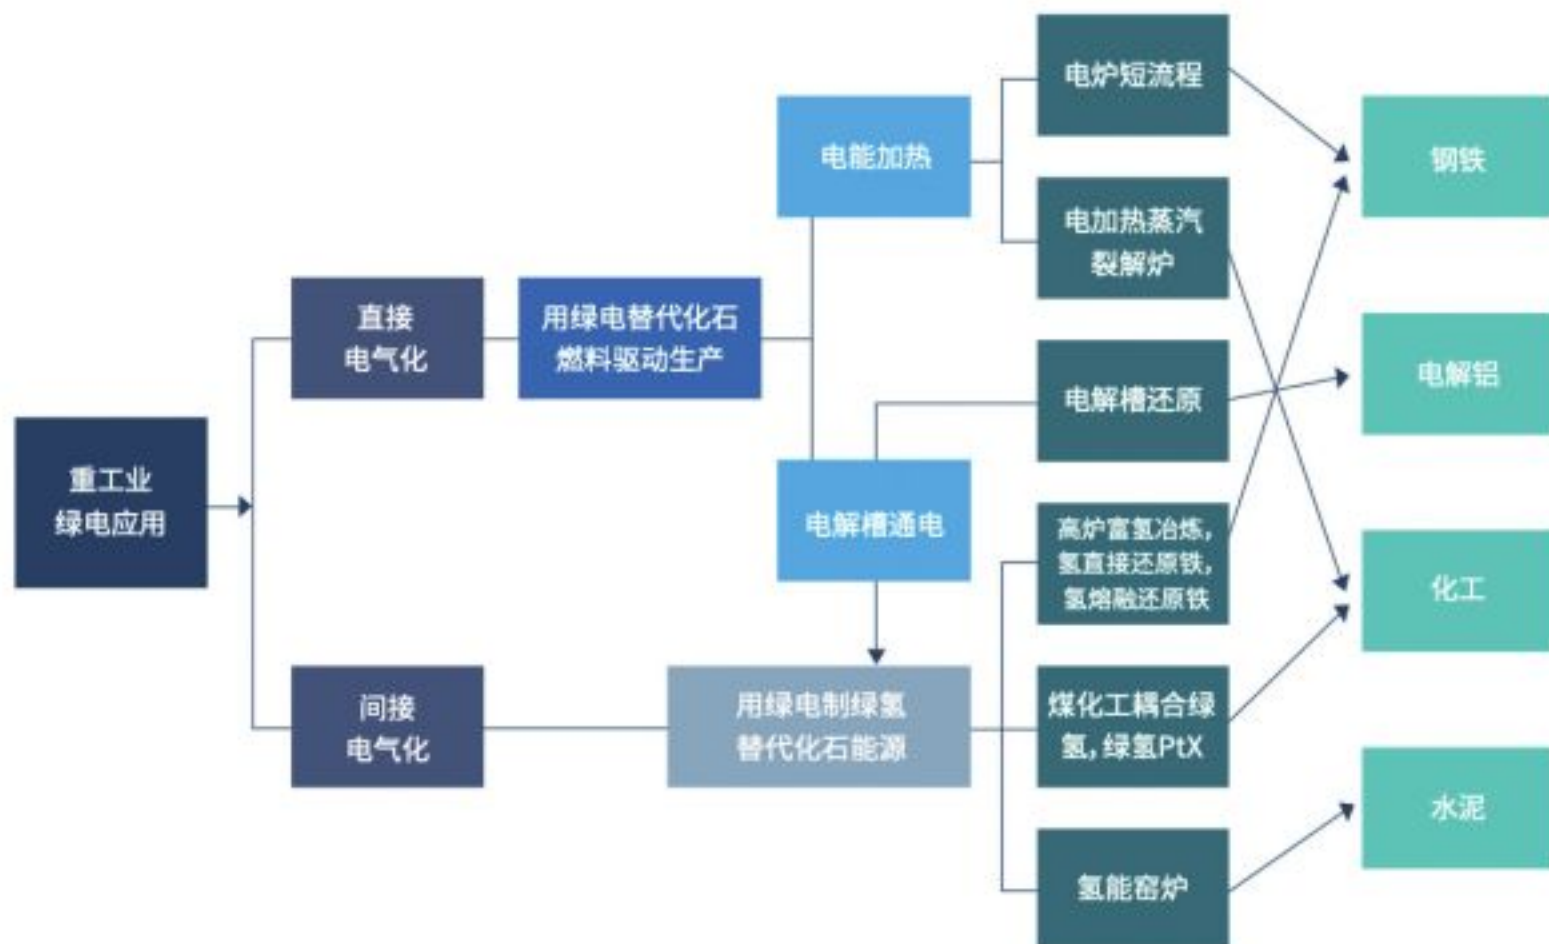 重工业
绿电应用
直接
电气化
用绿电替代化石
燃料驱动生产
间接
电气化
用绿电制绿氢
替代化石能源
电能加热
电解槽通电
电炉短流程
电加热蒸汽
裂解炉
电解槽还原
高炉富氢冶炼，
氢直接还原铁，
氢熔融还原铁
煤化工耦合绿
氢，绿氢PtX
氢能窑炉
钢铁
电解铝
化工
水泥